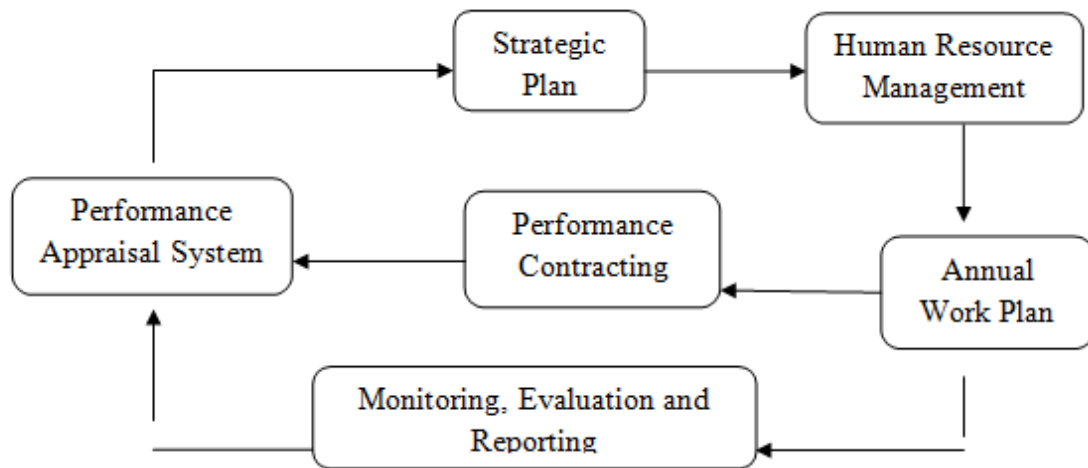 Strategic
Plan
Human Resource
Management
Performance
Appraisal System
Performance
Contracting
Annual
Work Plan
Monitoring, Evaluation and
Reporting